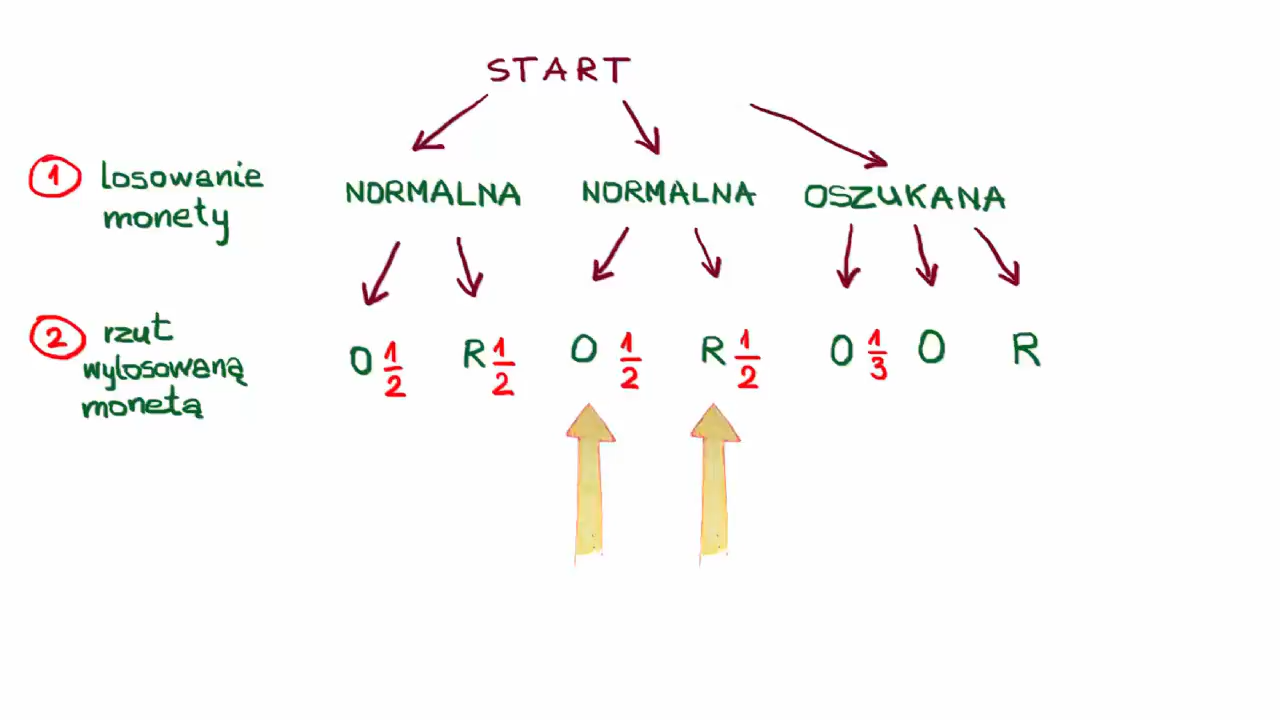 START
1 losowanie
monety
NORMALNA NORMALNA OSZUKANA
2 rzut
wylosowaną
monetą
O 1/2 R 1/2 O 1/2 R 1/2 O 1/3 O R